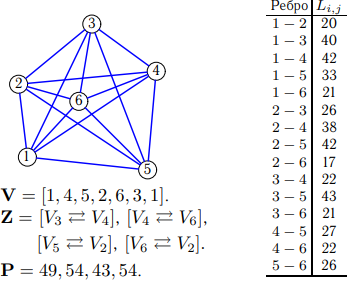 3
2
4
6
1
5
V = [1, 4, 5, 2, 6, 3, 1].
Z = [V₃ ⇄ V₄], [V₄ ⇄ V₆],
[V₅ ⇄ V₂], [V₆ ⇄ V₂].
P = 49, 54, 43, 54.
Ребро Lᵢ,ⱼ
1 − 2 20
1 − 3 40
1 − 4 42
1 − 5 33
1 − 6 21
2 − 3 26
2 − 4 38
2 − 5 42
2 − 6 17
3 − 4 22
3 − 5 43
3 − 6 21
4 − 5 27
4 − 6 22
5 − 6 26